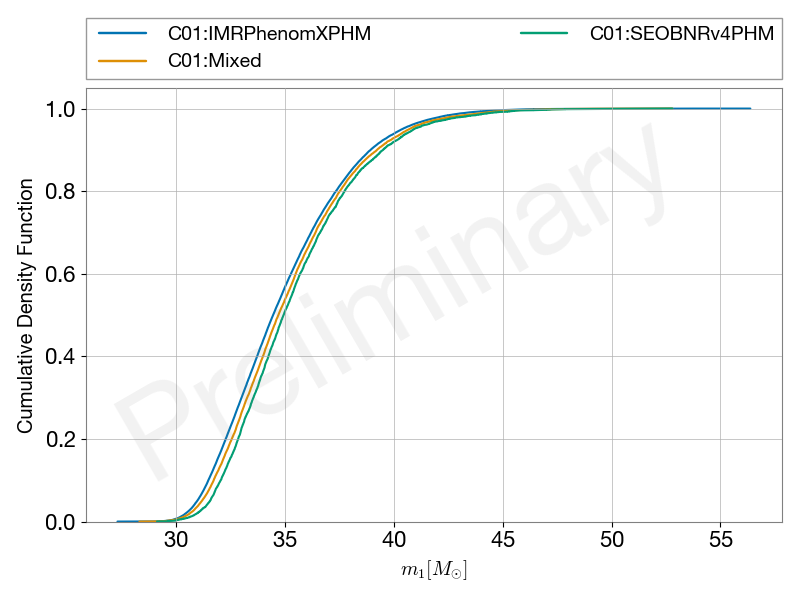 C01:IMRPhenomXPHM
C01:Mixed
C01:SEOBNRv4PHM
Preliminary
Cumulative Density Function
1.0
0.8
0.6
0.4
0.2
0.0
30 35 40 45 50 55
m₁[M☉]